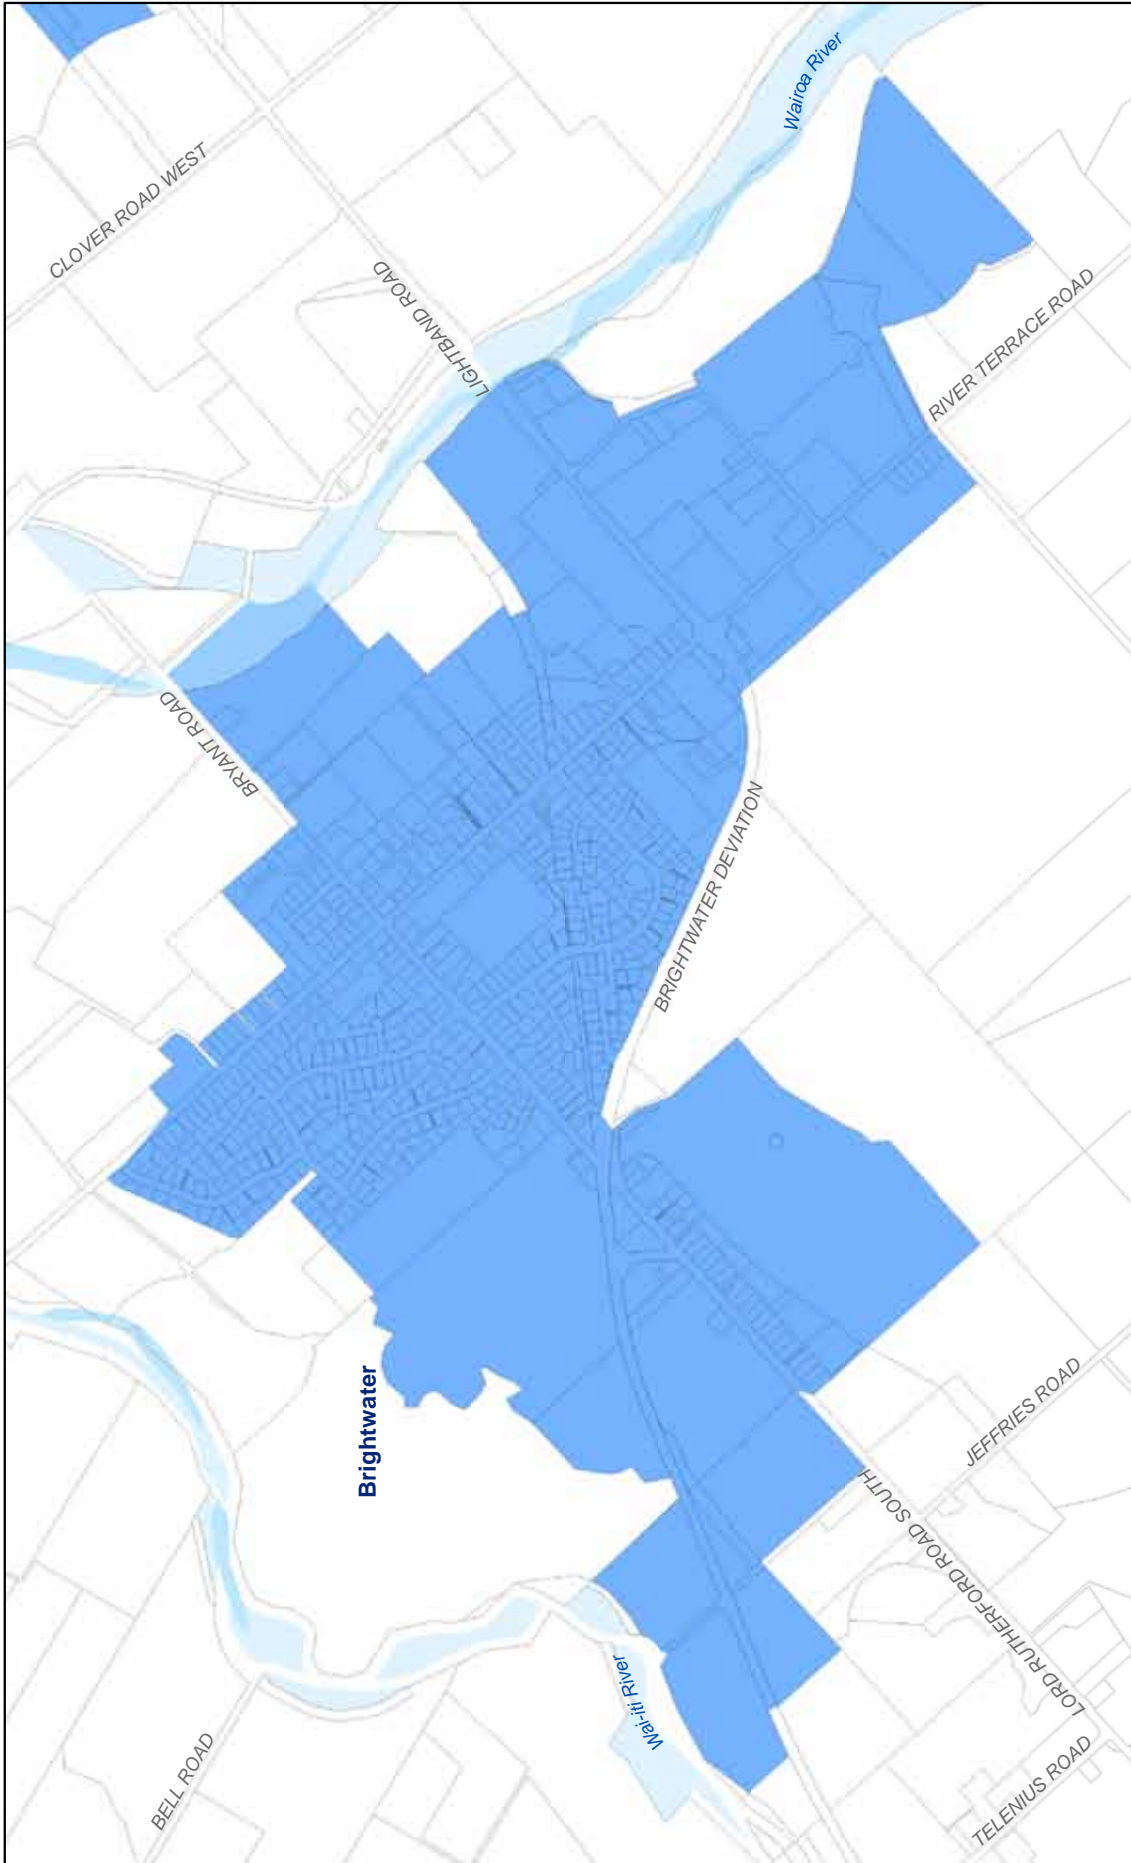 Wairoa River
CLOVER ROAD WEST
LIGHTBAND ROAD
RIVER TERRACE ROAD
BRYANT ROAD
BRIGHTWATER DEVIATION
Brightwater
JEFFRIES ROAD
LORD RUTHERFORD ROAD SOUTH
Wai-iti River
BELL ROAD
TELENIUS ROAD